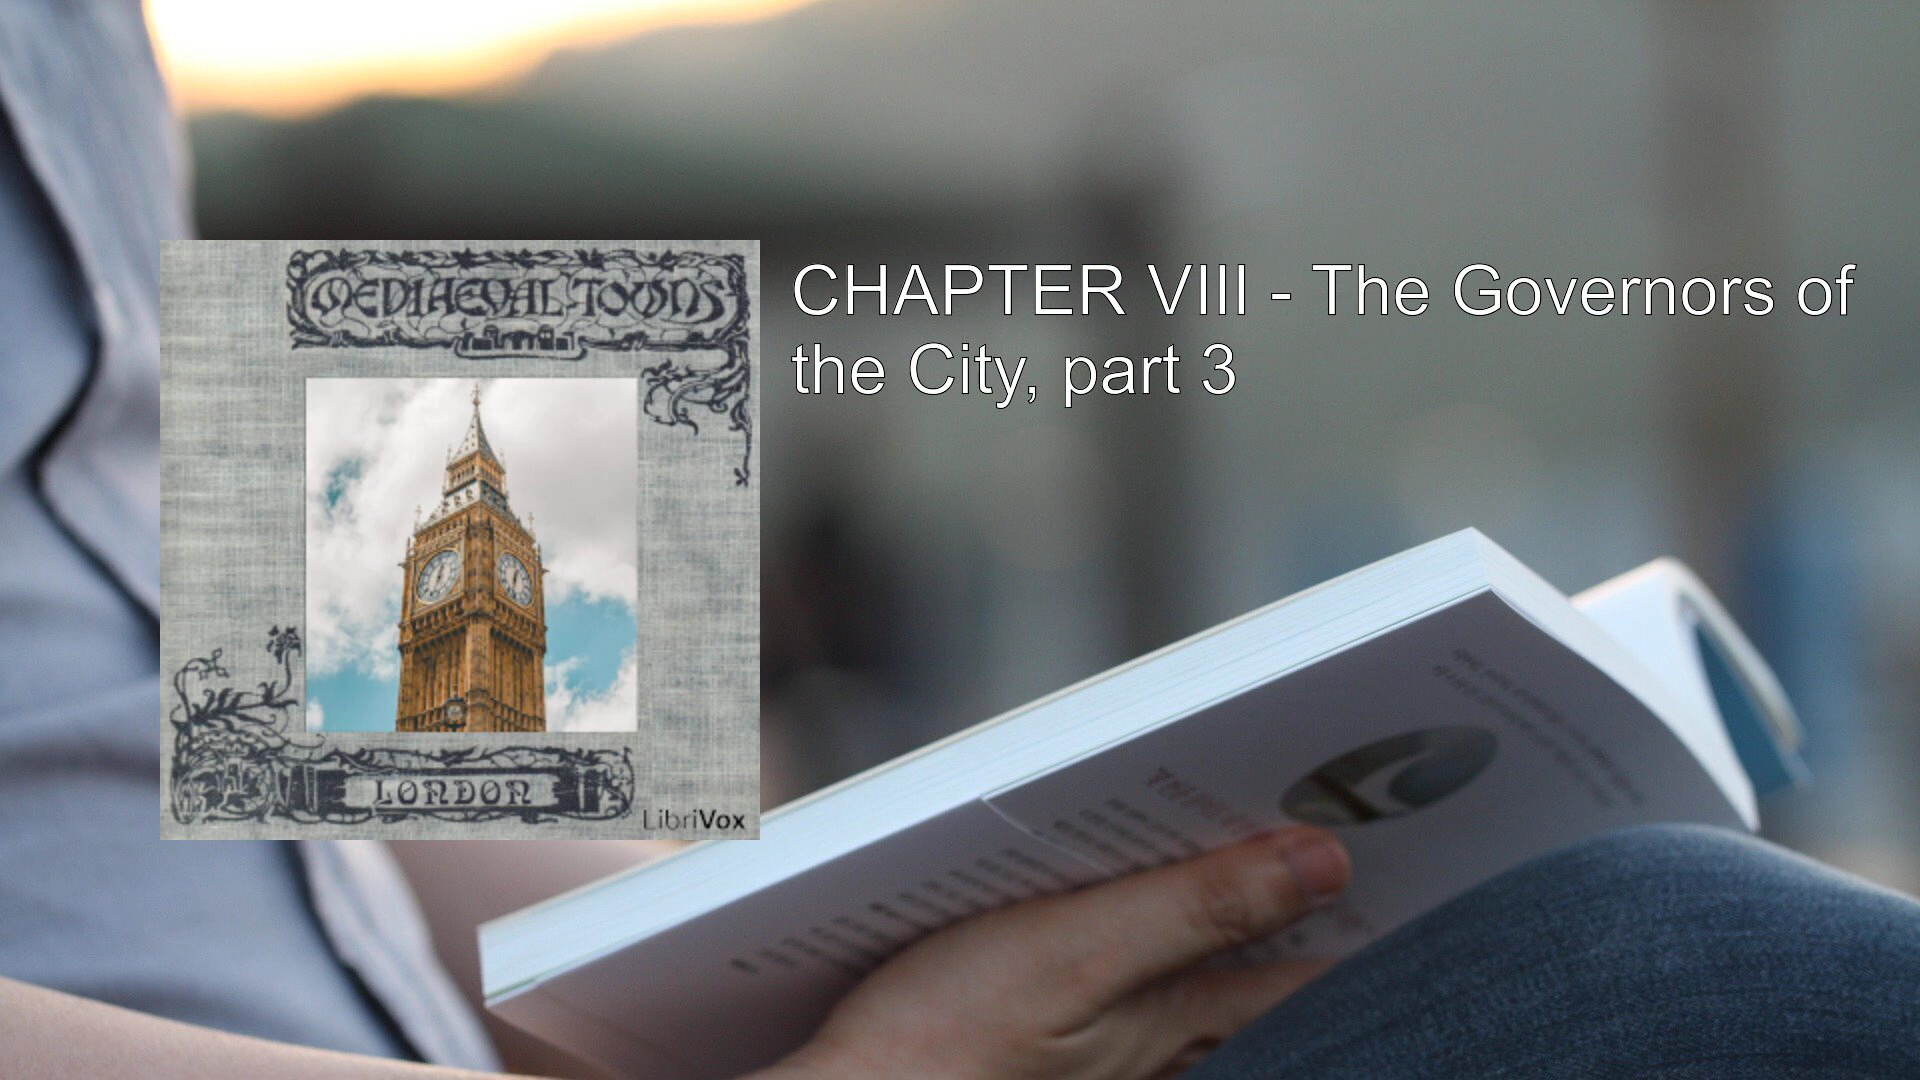 MEDIAEVAL TOWNS
LONDON
LibriVox
CHAPTER VIII - The Governors of
the City, part 3